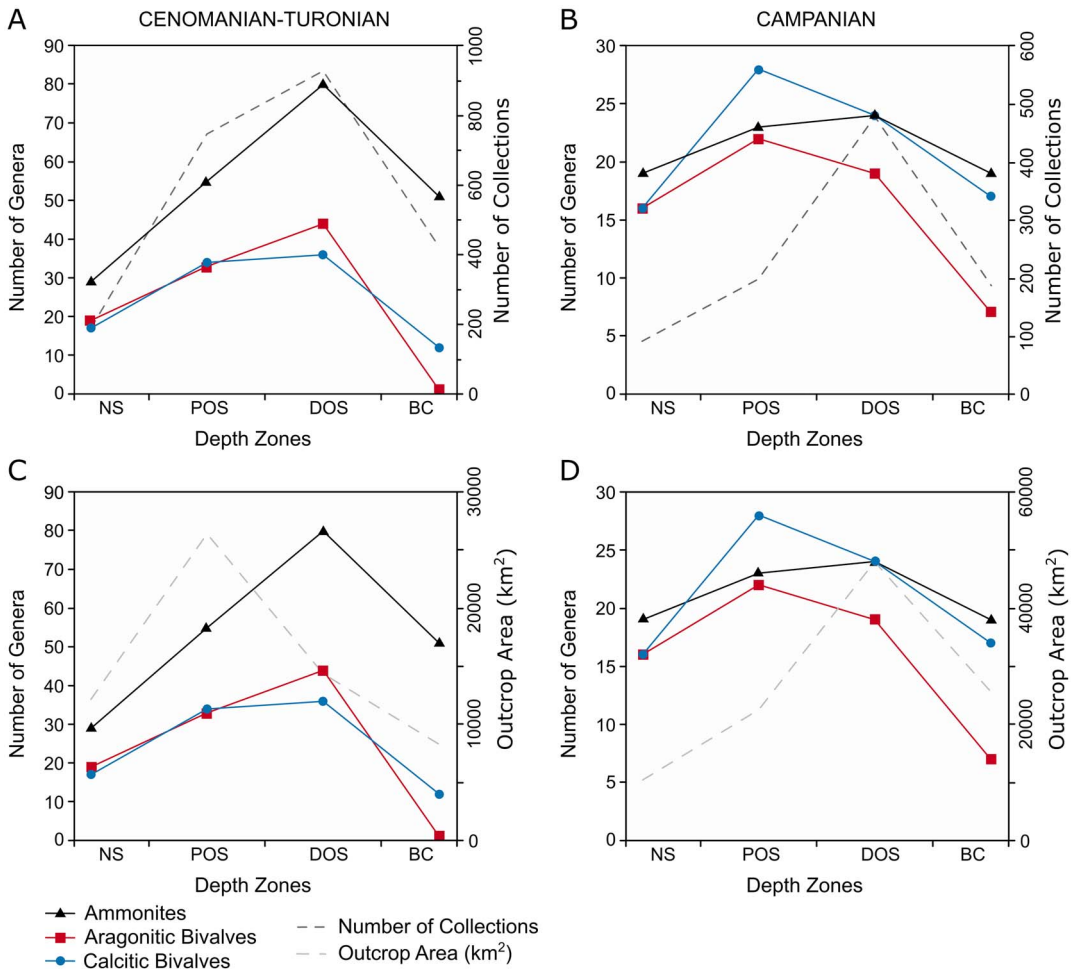 A
CENOMANIAN-TURONIAN
Number of Genera
90
80
70
60
50
40
30
20
10
0
1000
800
600
400
200
0
Number of Collections
NS POS DOS BC
Depth Zones
B
CAMPANIAN
Number of Genera
30
25
20
15
10
5
0
600
500
400
300
200
100
0
Number of Collections
NS POS DOS BC
Depth Zones
C
Number of Genera
90
80
70
60
50
40
30
20
10
0
30000
20000
10000
0
Outcrop Area (km²)
NS POS DOS BC
Depth Zones
D
Number of Genera
30
25
20
15
10
5
0
60000
40000
20000
0
Outcrop Area (km²)
NS POS DOS BC
Depth Zones
Ammonites
Aragonitic Bivalves
Calcitic Bivalves
Number of Collections
Outcrop Area (km²)